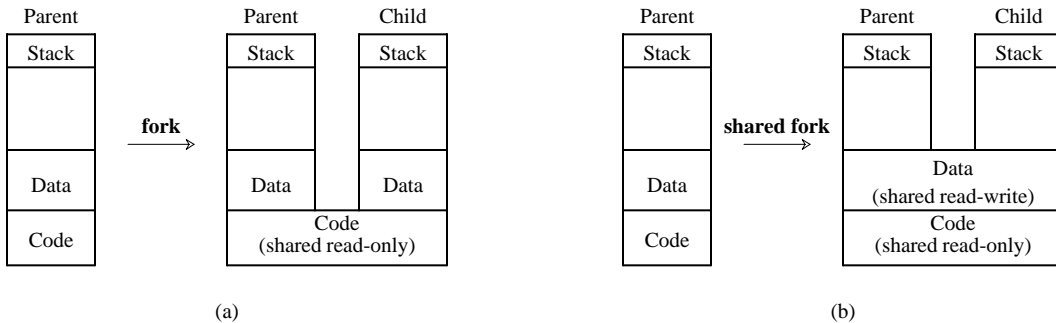 Parent
Stack
Data
Code
fork
Parent
Child
Stack
Stack
Data
Data
Code
(shared read-only)
(a)
Parent
Stack
Data
Code
shared fork
Parent
Child
Stack
Stack
Data
(shared read-write)
Code
(shared read-only)
(b)